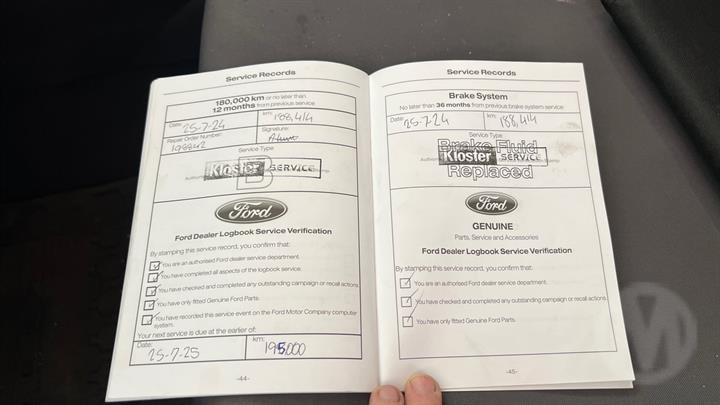 Service Records
180,000 km or no later than
12 months from previous service
Date: 25-7-24
km: 188,414
Repair Order Number:
Signature:
Service Type
B
Kloster SERVICE
Ford
Ford Dealer Logbook Service Verification
By stamping this service record, you confirm that:
You are an authorised Ford dealer service department.
You have completed all aspects of the logbook service.
You have checked and completed any outstanding campaign or recall actions
You have only fitted Genuine Ford Parts.
You have recorded this service event on the Ford Motor Company computer
system.
Your next service is due at the earlier of:
Date: 25-7-25
km: 195,000
-44-
Service Records
Brake System
No later than 36 months from previous brake system service
Date: 25-7-24
km: 188,414
Service Type
Brake Fluid
Kloster SERVICE
Replaced
Ford
GENUINE
Parts, Service and Accessories
Ford Dealer Logbook Service Verification
By stamping this service record, you confirm that:
You are an authorised Ford dealer service department.
You have checked and completed any outstanding campaign or recall actions
You have only fitted Genuine Ford Parts.
-45-